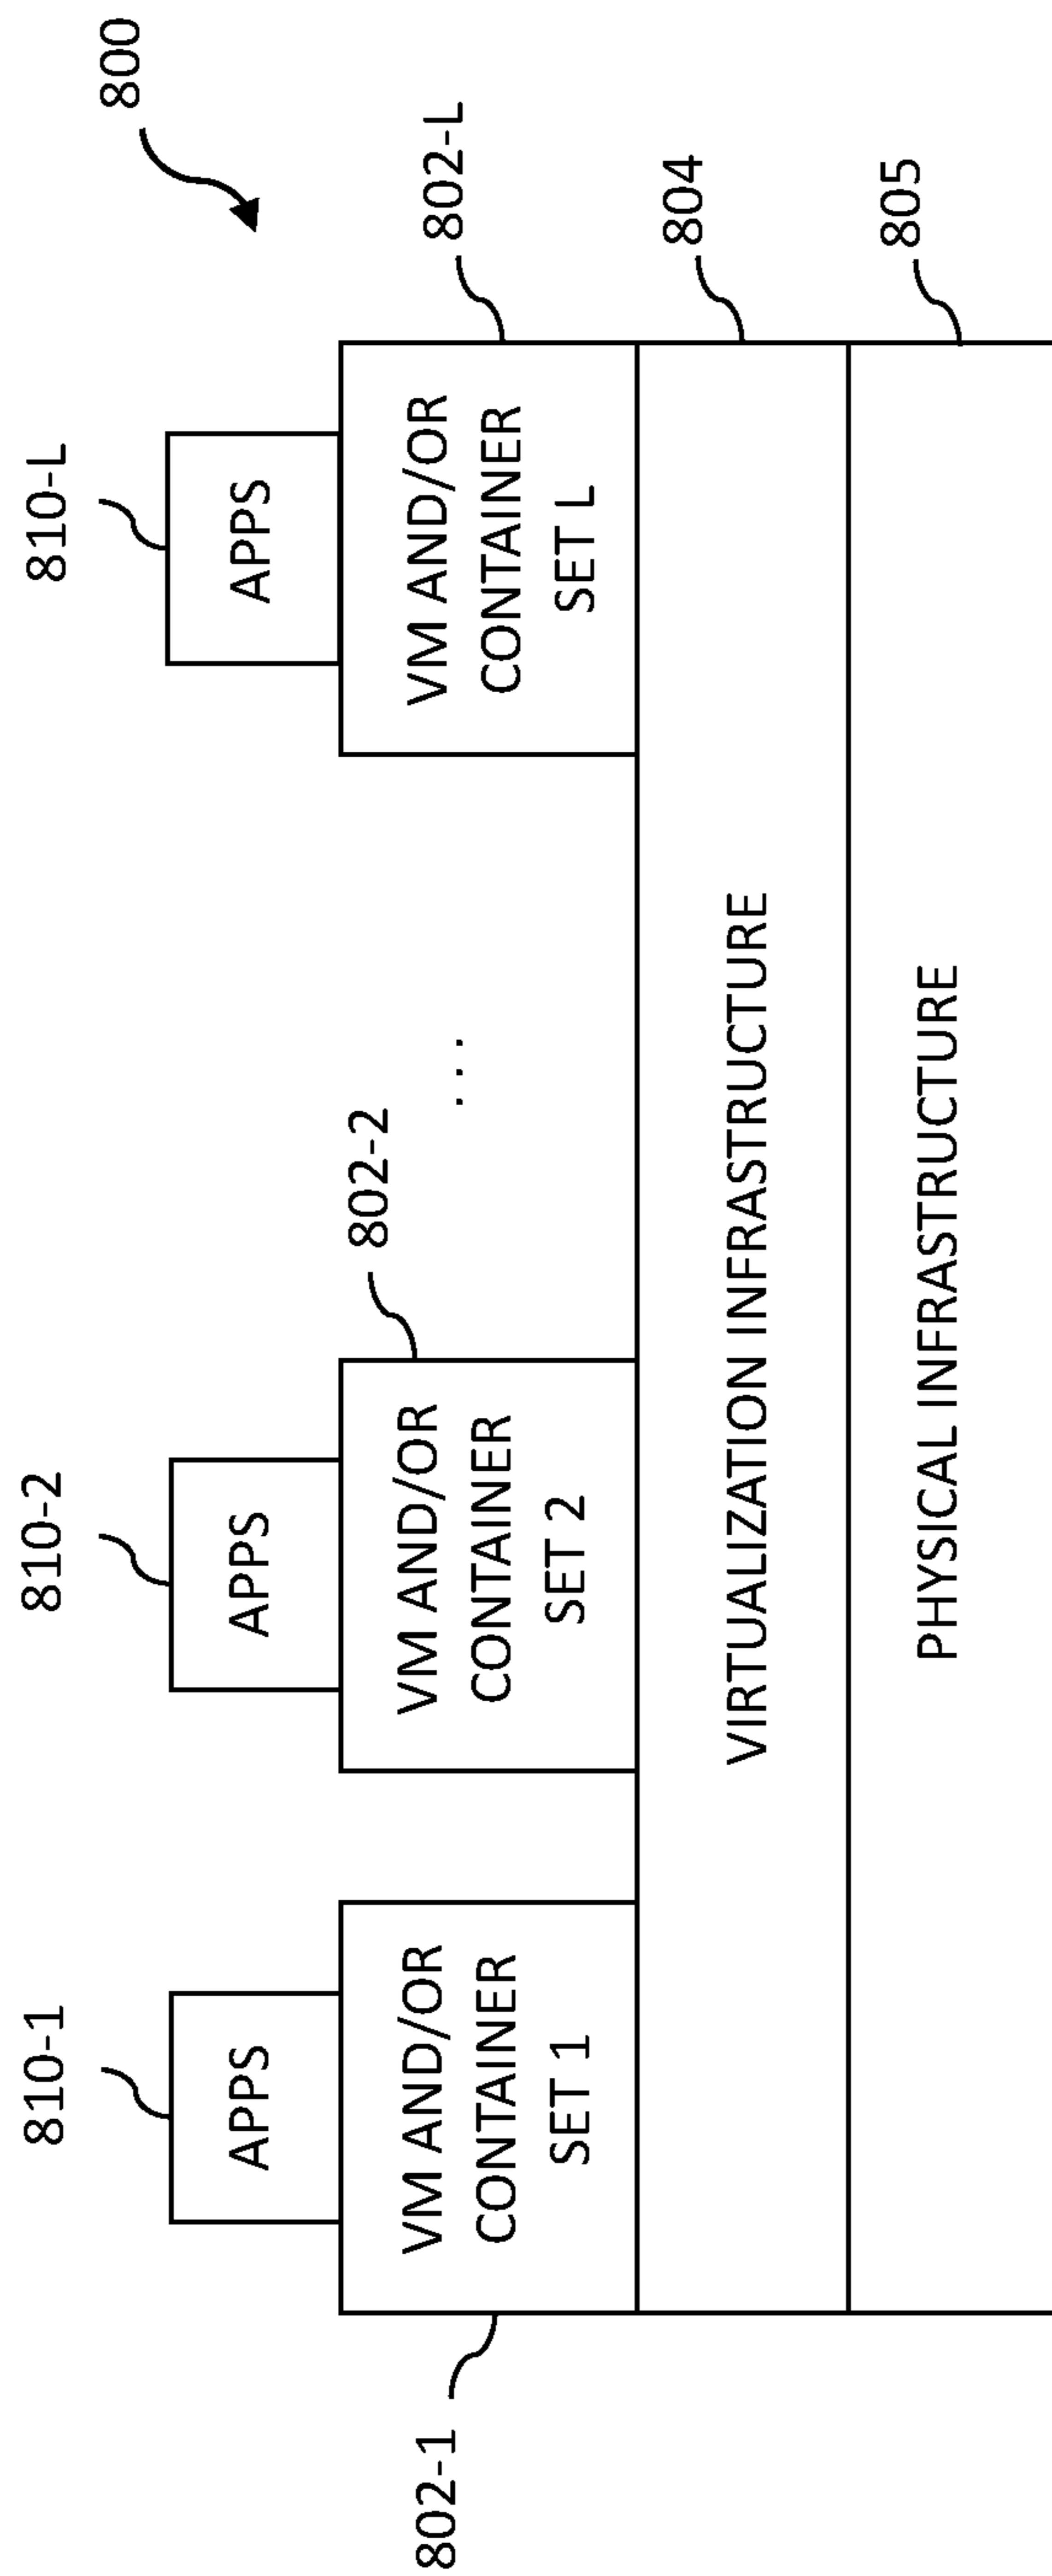 800
810-1
810-2
810-L
APPS
APPS
APPS
802-1
VM AND/OR
CONTAINER
SET 1
VM AND/OR
CONTAINER
SET 2
802-2
. . .
VM AND/OR
CONTAINER
SET L
802-L
VIRTUALIZATION INFRASTRUCTURE
804
PHYSICAL INFRASTRUCTURE
805